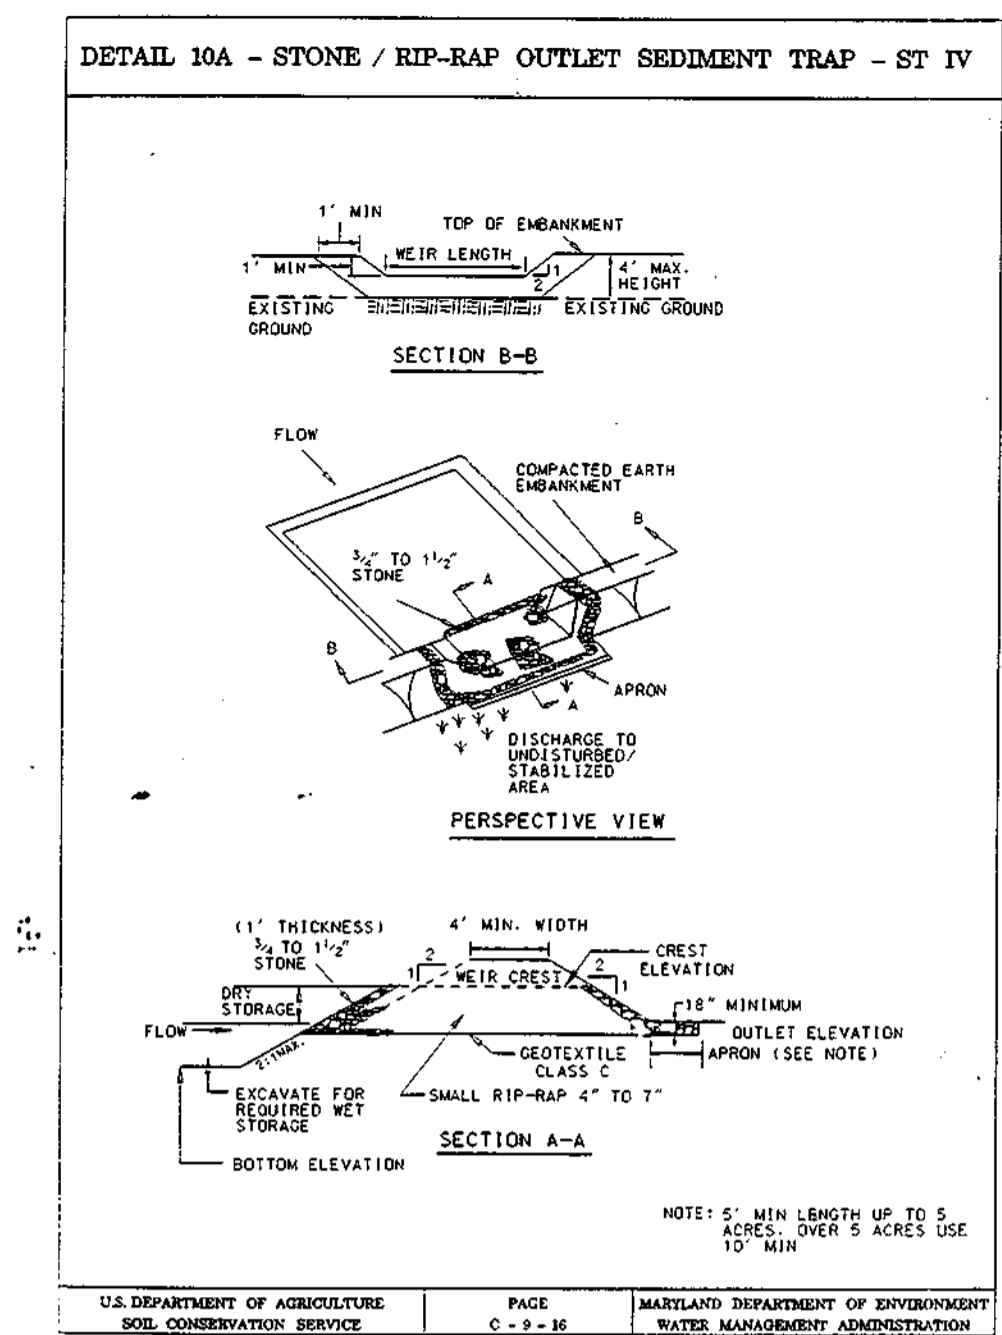 DETAIL 10A - STONE / RIP-RAP OUTLET SEDIMENT TRAP - ST IV
1' MIN
TOP OF EMBANKMENT
WEIR LENGTH
1' MIN
1
2
4' MAX.
HEIGHT
EXISTING
GROUND
EXISTING GROUND
SECTION B-B
FLOW
COMPACTED EARTH
EMBANKMENT
B
3/4" TO 1 1/2"
STONE
A
B
APRON
A
DISCHARGE TO
UNDISTURBED/
STABILIZED
AREA
PERSPECTIVE VIEW
(1' THICKNESS)
3/4 TO 1 1/2"
STONE
4' MIN. WIDTH
2
1
WEIR CREST
2
1
CREST
ELEVATION
DRY
STORAGE
18" MINIMUM
FLOW
OUTLET ELEVATION
2:1 MAX.
GEOTEXTILE
CLASS C
APRON (SEE NOTE)
EXCAVATE FOR
REQUIRED WET
STORAGE
SMALL RIP-RAP 4" TO 7"
SECTION A-A
BOTTOM ELEVATION
NOTE: 5' MIN LENGTH UP TO 5
ACRES. OVER 5 ACRES USE
10' MIN
U.S. DEPARTMENT OF AGRICULTURE
SOIL CONSERVATION SERVICE
PAGE
C - 9 - 16
MARYLAND DEPARTMENT OF ENVIRONMENT
WATER MANAGEMENT ADMINISTRATION